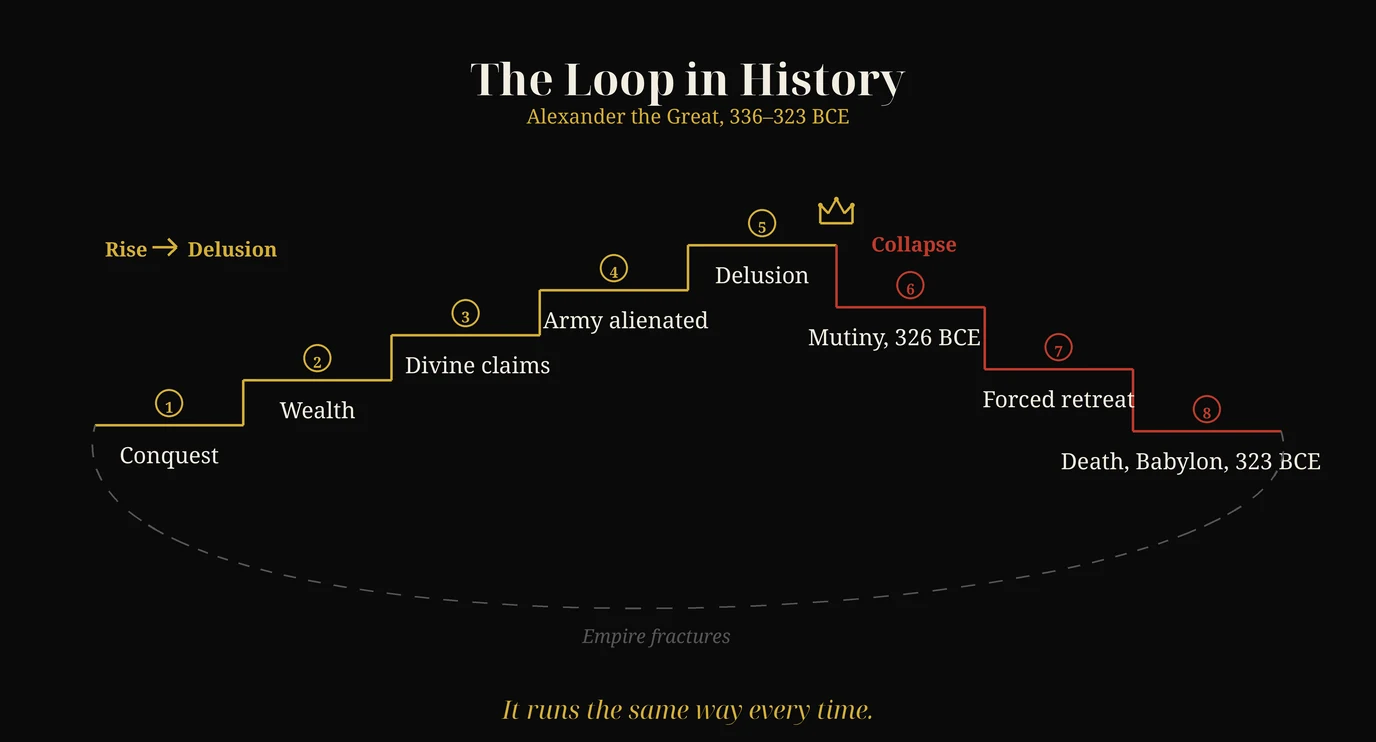 The Loop in History
Alexander the Great, 336–323 BCE
Rise → Delusion
Collapse
1
Conquest
2
Wealth
3
Divine claims
4
Army alienated
5
Delusion
6
Mutiny, 326 BCE
7
Forced retreat
8
Death, Babylon, 323 BCE
Empire fractures
It runs the same way every time.